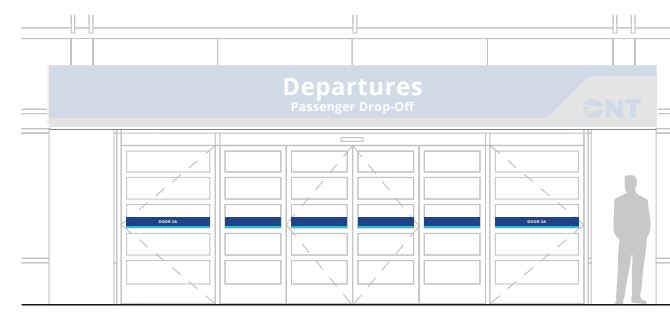 Departures
Passenger Drop-Off
ONT
DOOR 2A
DOOR 2A